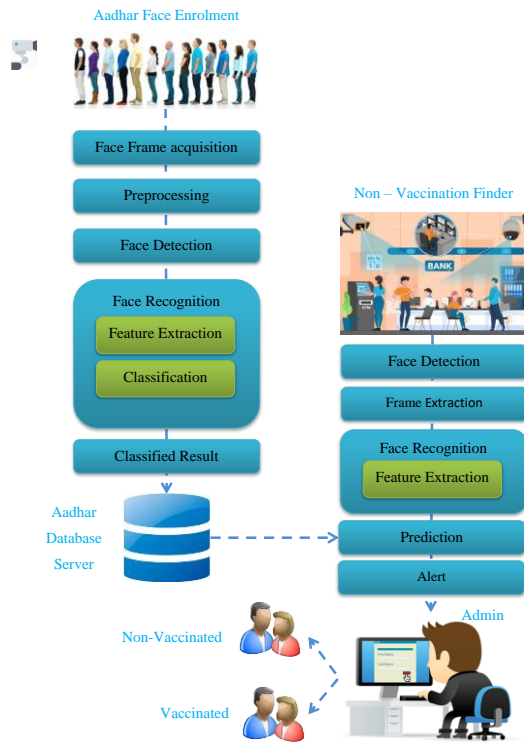 Aadhar Face Enrolment
Face Frame acquisition
Preprocessing
Face Detection
Face Recognition
Feature Extraction
Classification
Classified Result
Aadhar
Database
Server
Non – Vaccination Finder
BANK
ATM
Face Detection
Frame Extraction
Face Recognition
Feature Extraction
Prediction
Alert
Admin
Non-Vaccinated
Vaccinated